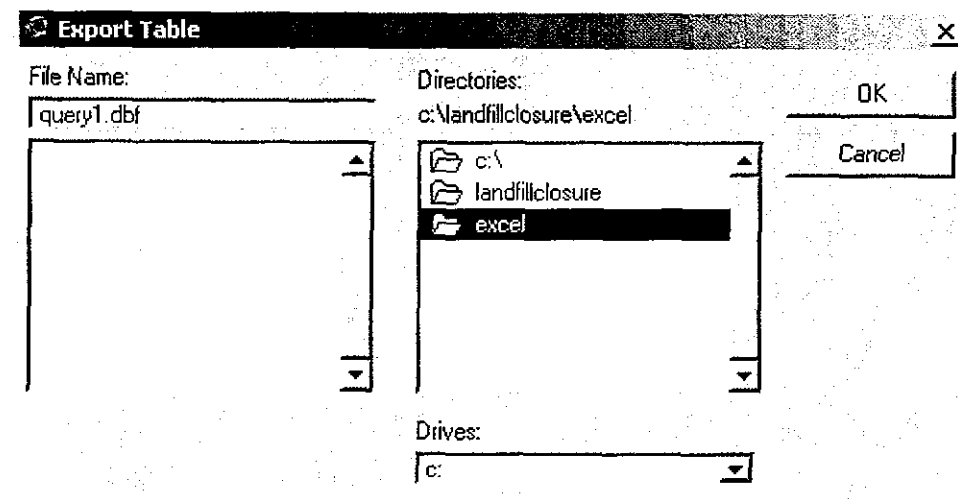 Export Table
File Name:
query1.dbf
Directories:
c:\landfillclosure\excel
c:\
landfillclosure
excel
Drives:
c:
OK
Cancel